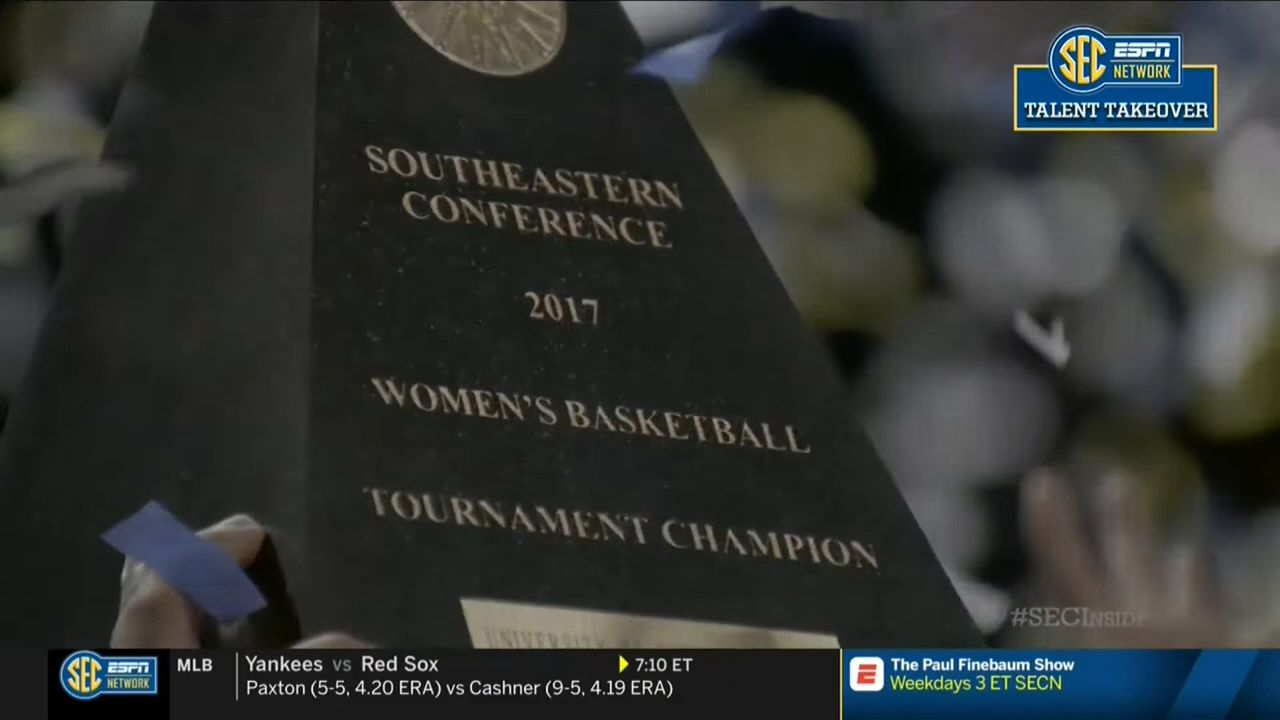 SEC ESPN
NETWORK
TALENT TAKEOVER
SOUTHEASTERN
CONFERENCE
2017
WOMEN'S BASKETBALL
TOURNAMENT CHAMPION
UNIVERSITY
#SECINSIDE
SEC ESPN
NETWORK
MLB
Yankees vs Red Sox 7:10 ET
Paxton (5-5, 4.20 ERA) vs Cashner (9-5, 4.19 ERA)
E
The Paul Finebaum Show
Weekdays 3 ET SECN